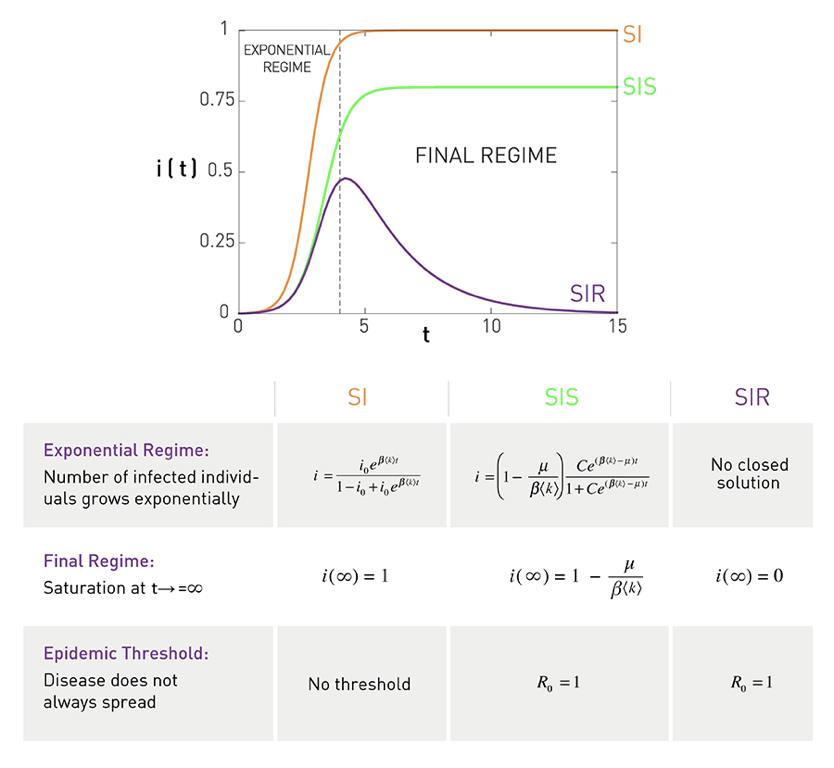 1
SI
EXPONENTIAL
REGIME
SIS
0.75
FINAL REGIME
i(t) 0.5
0.25
SIR
0
0 5 10 15
t
SI SIS SIR
Exponential Regime:
Number of infected individ-
uals grows exponentially
i = i₀e^{β⟨k⟩t} / (1−i₀+i₀e^{β⟨k⟩t})
i = (1 − μ/β⟨k⟩) Ce^{(β⟨k⟩−μ)t} / (1+Ce^{(β⟨k⟩−μ)t})
No closed
solution
Final Regime:
Saturation at t→=∞
i(∞) = 1
i(∞) = 1 − μ/β⟨k⟩
i(∞) = 0
Epidemic Threshold:
Disease does not
always spread
No threshold
R₀ = 1
R₀ = 1